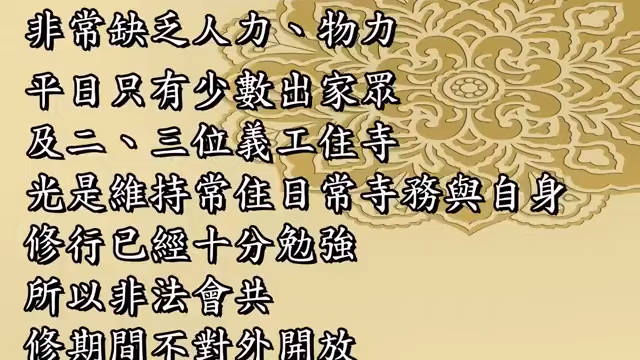 非常缺乏人力、物力
平日只有少數出家眾
及二、三位義工住寺
光是維持常住日常寺務與自身
修行已經十分勉強
所以非法會共
修期間不對外開放